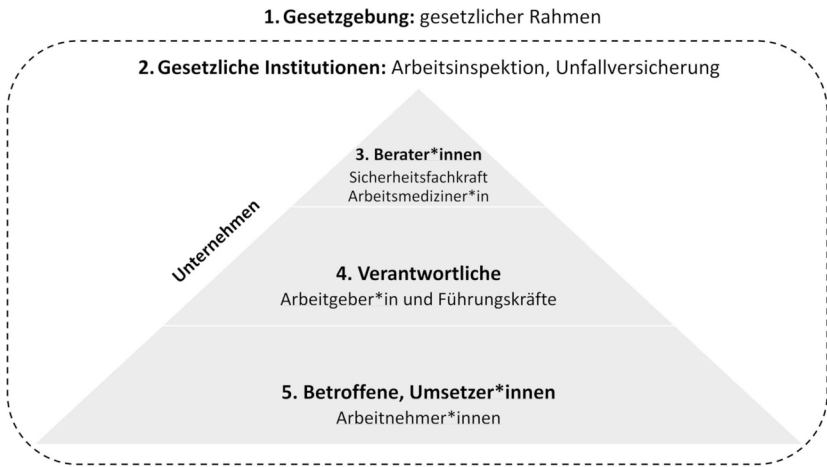 1. Gesetzgebung: gesetzlicher Rahmen
2. Gesetzliche Institutionen: Arbeitsinspektion, Unfallversicherung
3. Berater*innen
Sicherheitsfachkraft
Arbeitsmediziner*in
Unternehmen
4. Verantwortliche
Arbeitgeber*in und Führungskräfte
5. Betroffene, Umsetzer*innen
Arbeitnehmer*innen